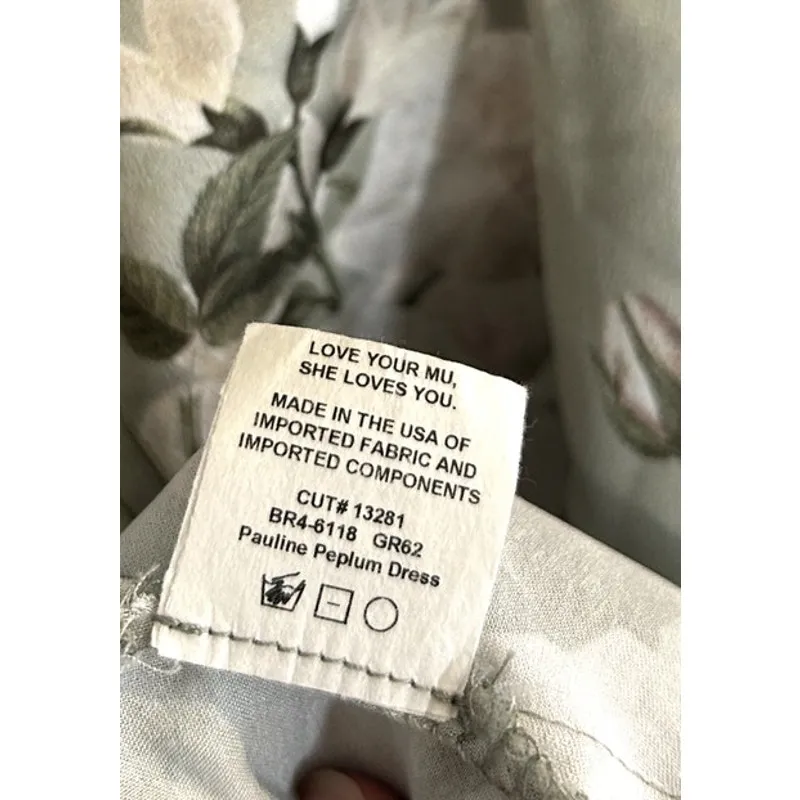 LOVE YOUR MU,
SHE LOVES YOU.
MADE IN THE USA OF
IMPORTED FABRIC AND
IMPORTED COMPONENTS
CUT# 13281
BR4-6118 GR62
Pauline Peplum Dress